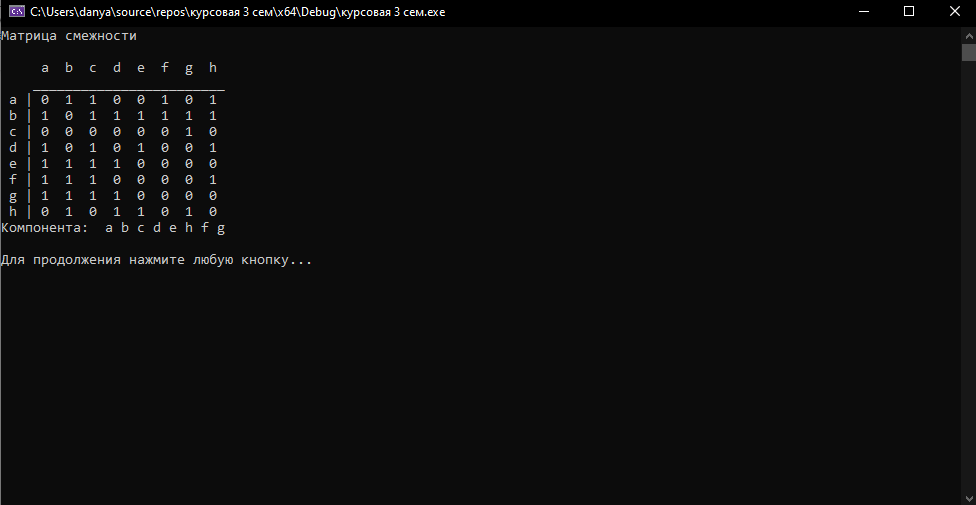 C:\Users\danya\source\repos\курсовая 3 сем\x64\Debug\курсовая 3 сем.exe
Матрица смежности
a b c d e f g h
a | 0 1 1 0 0 1 0 1
b | 1 0 1 1 1 1 1 1
c | 0 0 0 0 0 0 1 0
d | 1 0 1 0 1 0 0 1
e | 1 1 1 1 0 0 0 0
f | 1 1 1 0 0 0 0 1
g | 1 1 1 1 0 0 0 0
h | 0 1 0 1 1 0 1 0
Компонента: a b c d e h f g
Для продолжения нажмите любую кнопку...